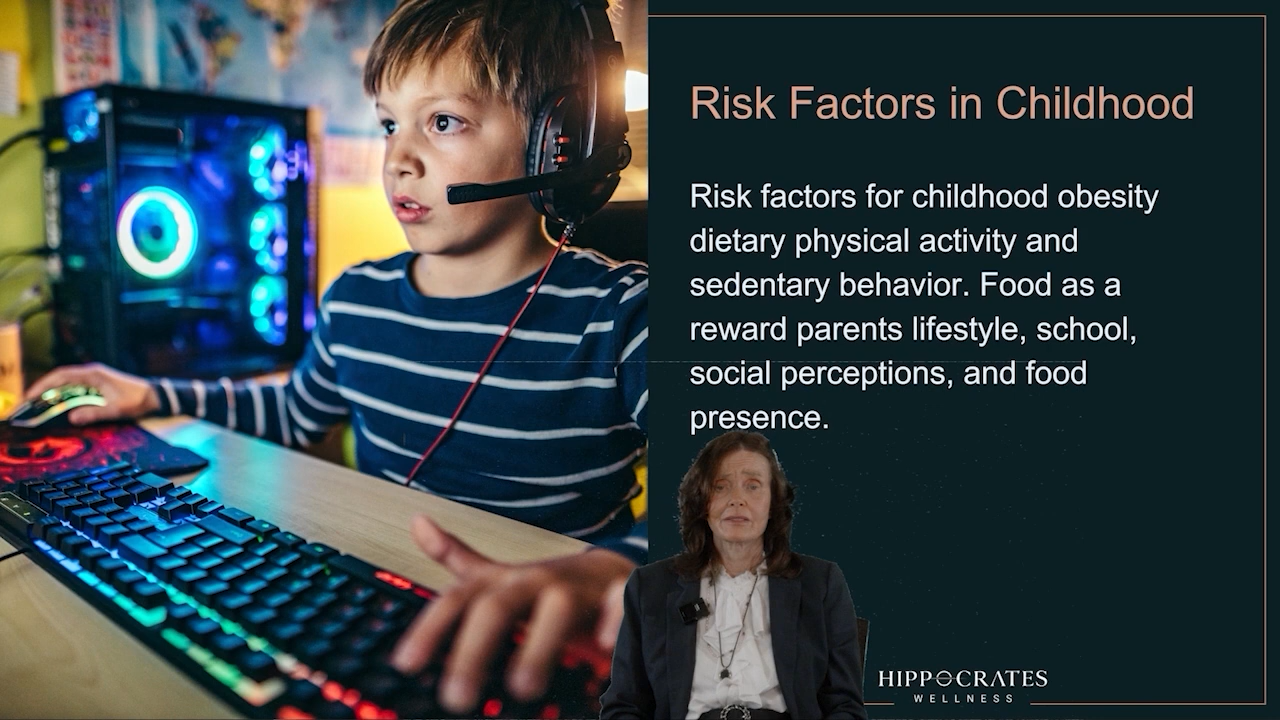 Risk Factors in Childhood
Risk factors for childhood obesity
dietary physical activity and
sedentary behavior. Food as a
reward parents lifestyle, school,
social perceptions, and food
presence.
HIPPOCRATES
WELLNESS